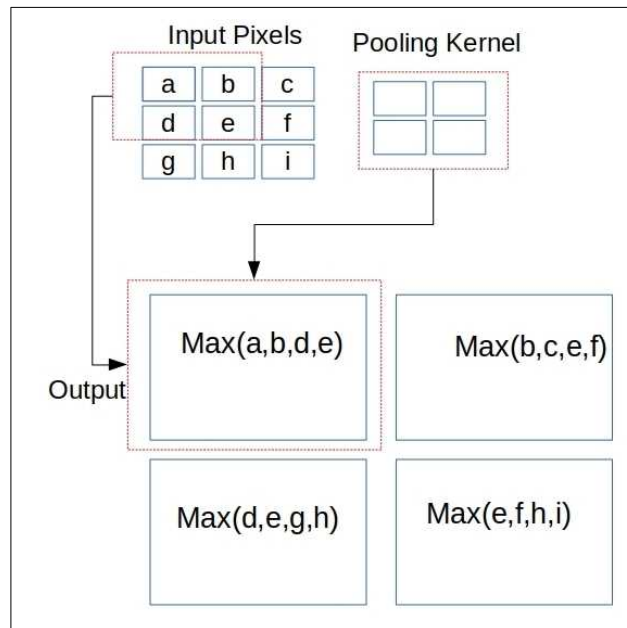 Input Pixels
Pooling Kernel
a b c
d e f
g h i
Max(a,b,d,e)
Max(b,c,e,f)
Output
Max(d,e,g,h)
Max(e,f,h,i)